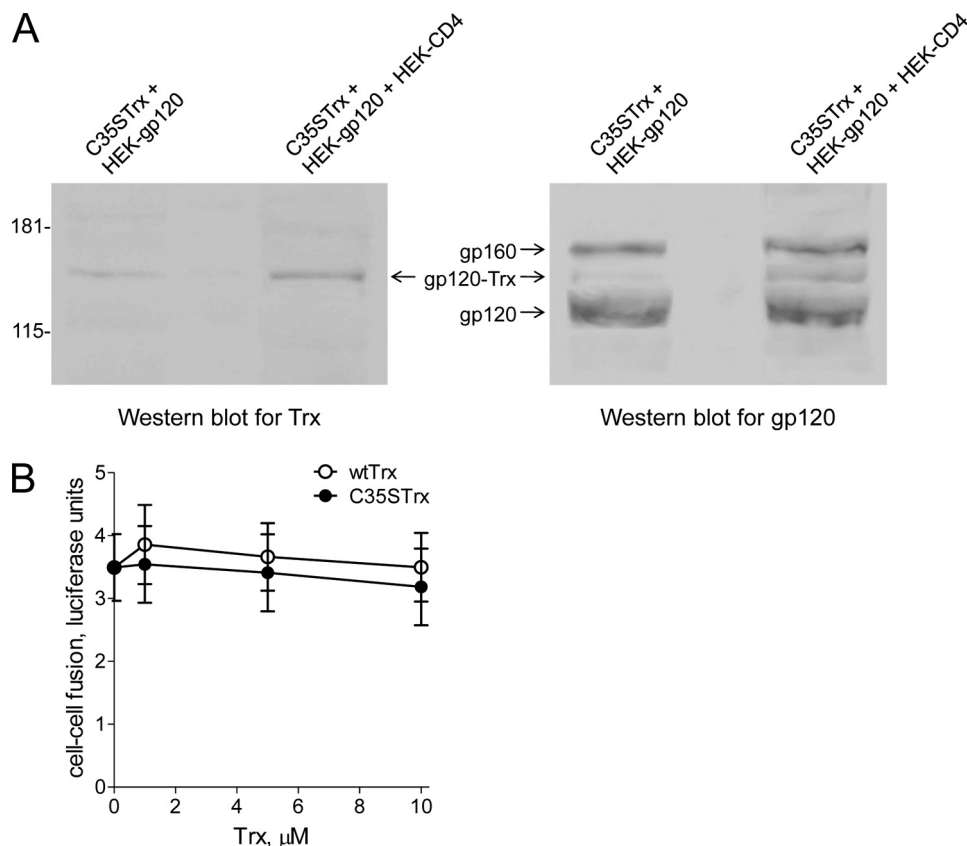 A
C35STrx +
HEK-gp120
C35STrx +
HEK-gp120 + HEK-CD4
C35STrx +
HEK-gp120
C35STrx +
HEK-gp120 + HEK-CD4
181-
115-
gp160
gp120-Trx
gp120
Western blot for Trx
Western blot for gp120
B
wtTrx
C35STrx
cell-cell fusion, luciferase units
5
4
3
2
1
0
0 2 4 6 8 10
Trx, μM